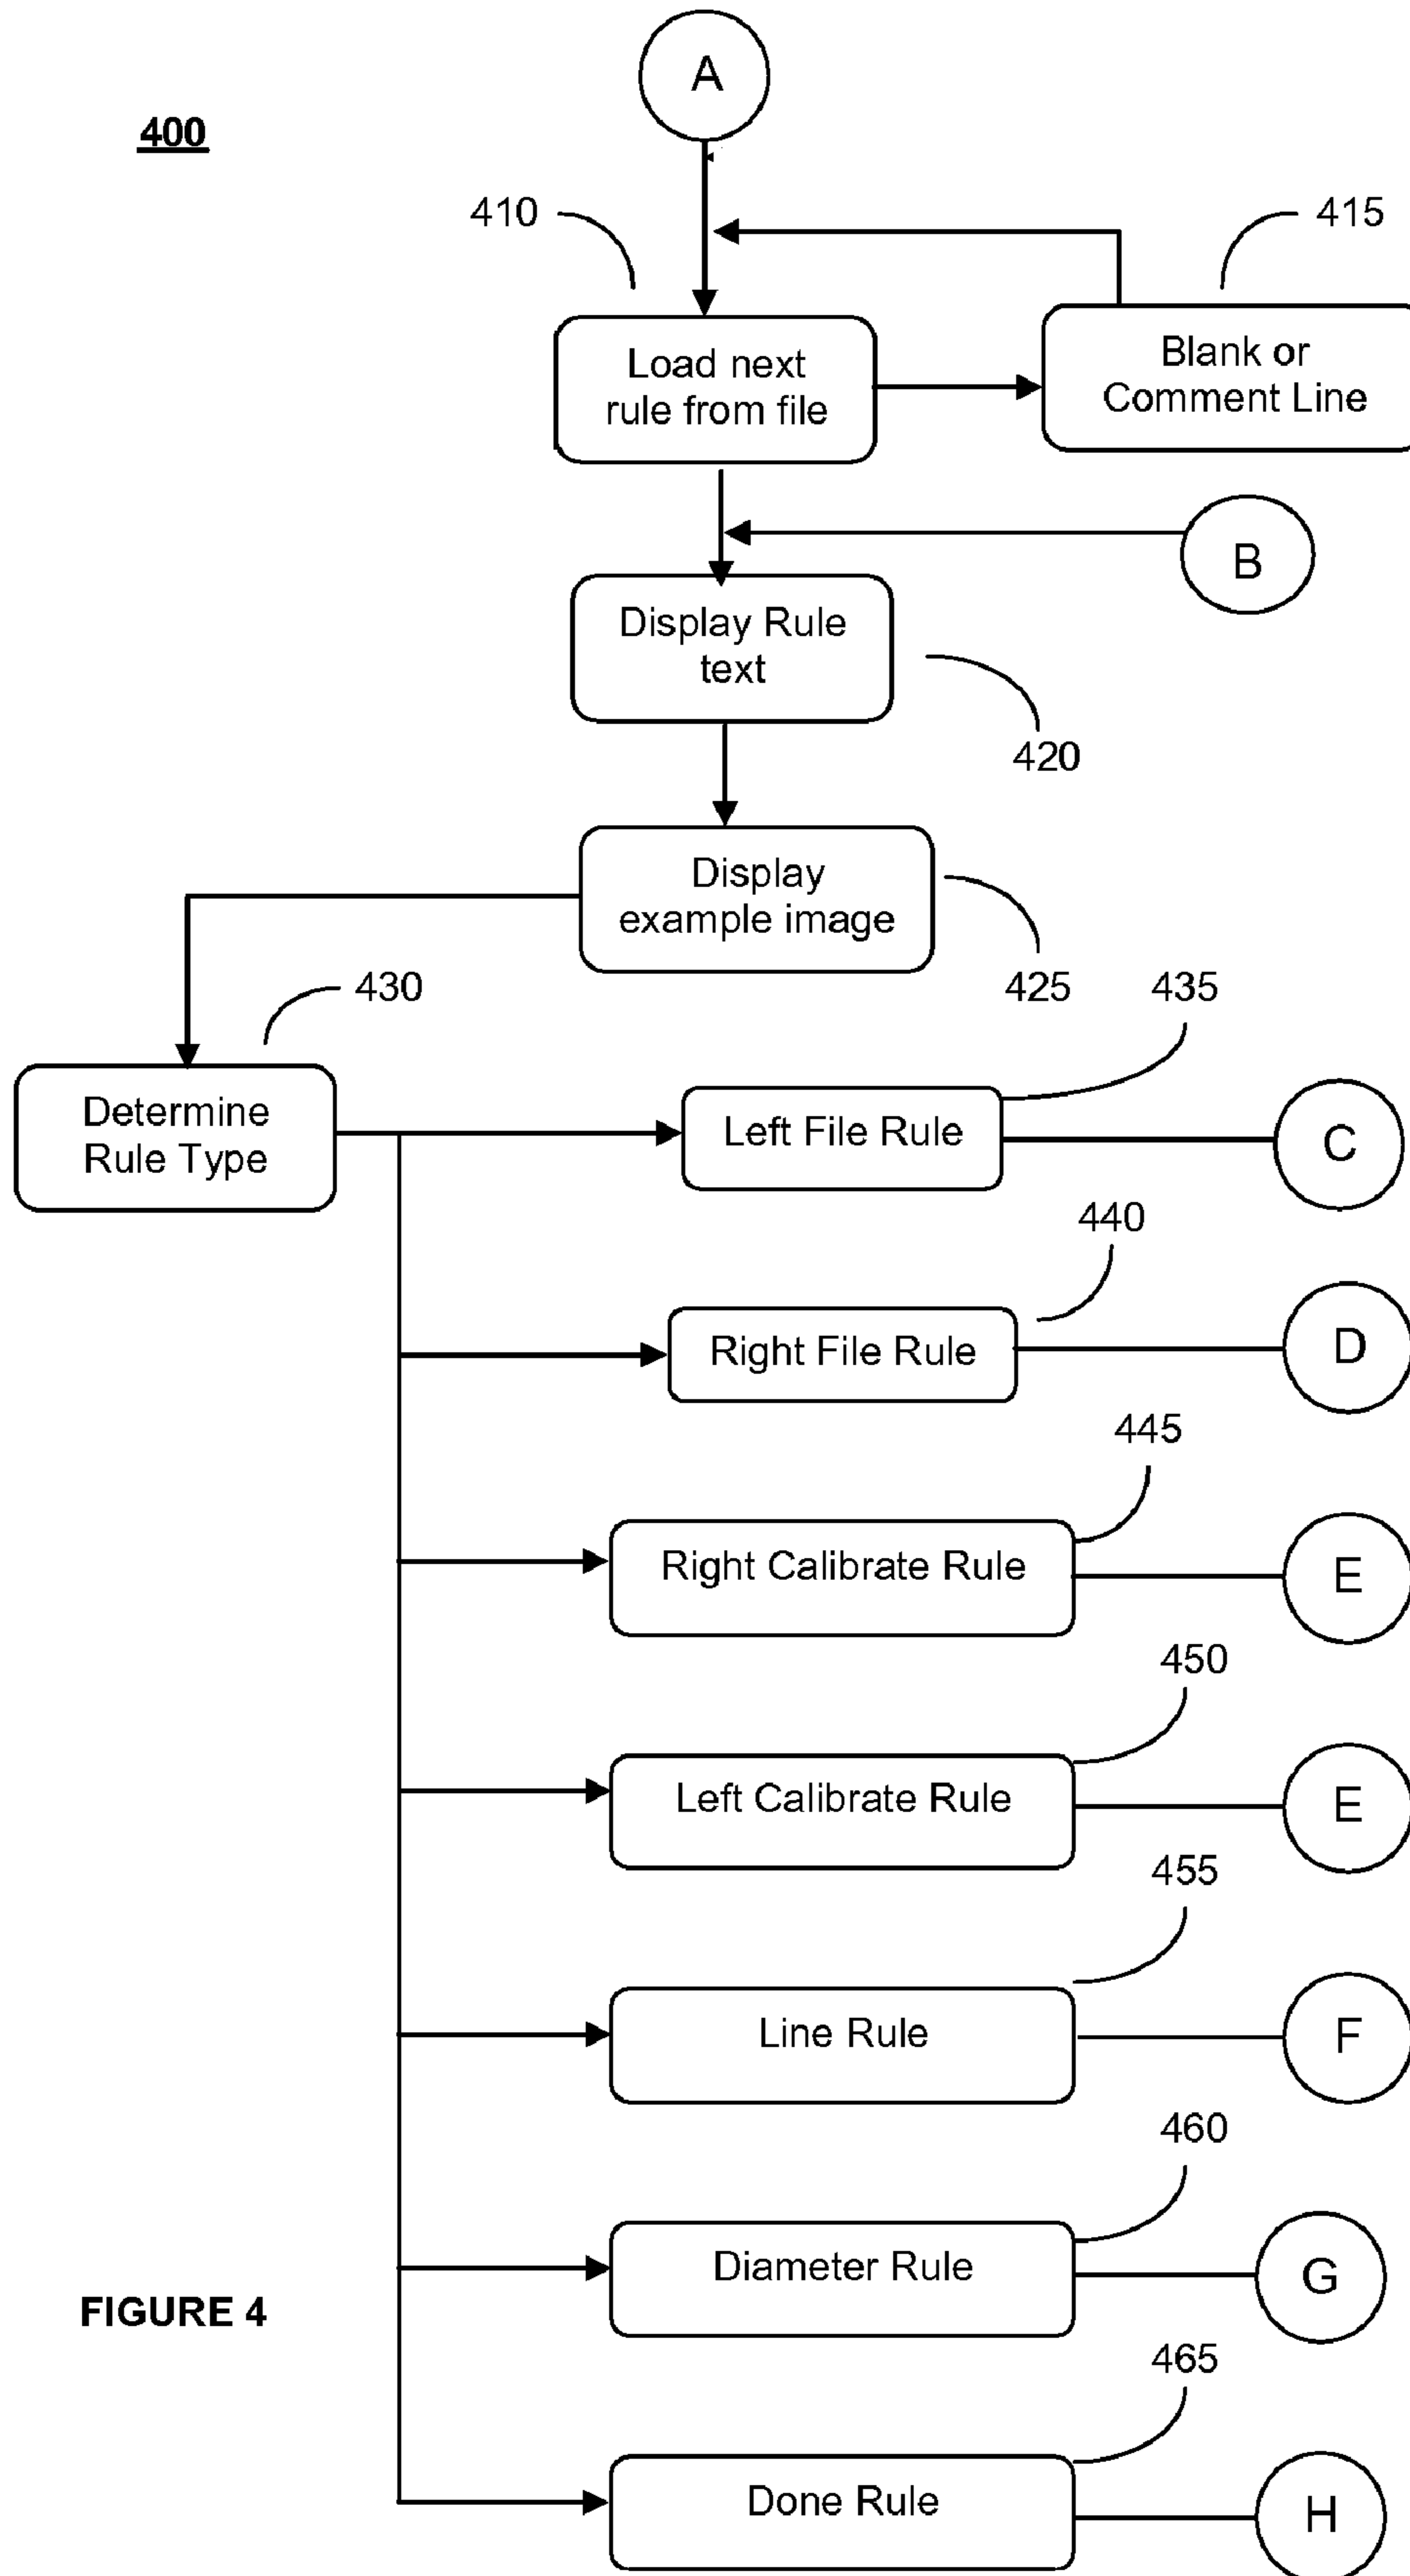 A
400
410
415
Load next
rule from file
Blank or
Comment Line
B
Display Rule
text
420
Display
example image
425
435
430
Determine
Rule Type
Left File Rule
C
440
Right File Rule
D
445
Right Calibrate Rule
E
450
Left Calibrate Rule
E
455
Line Rule
F
460
Diameter Rule
G
FIGURE 4
465
Done Rule
H